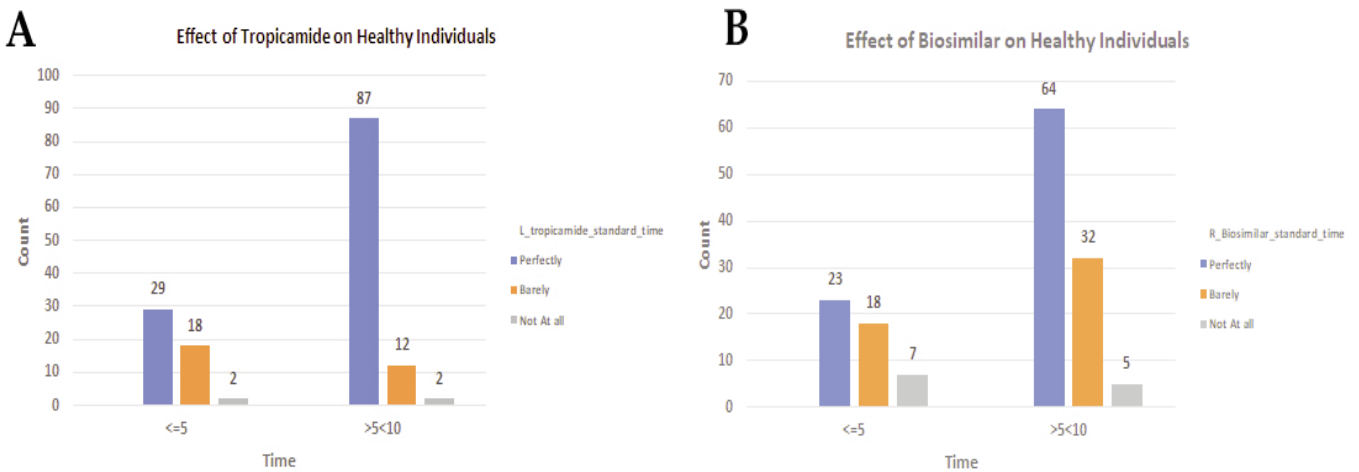 A
Effect of Tropicamide on Healthy Individuals
100
90
80
70
60
50
40
30
20
10
0
Count
29
18
2
87
12
2
<=5
>5<10
Time
L_tropicamide_standard_time
Perfectly
Barely
Not At all
B
Effect of Biosimilar on Healthy Individuals
70
60
50
40
30
20
10
0
Count
23
18
7
64
32
5
<=5
>5<10
Time
R_Biosimilar_standard_time
Perfectly
Barely
Not At all